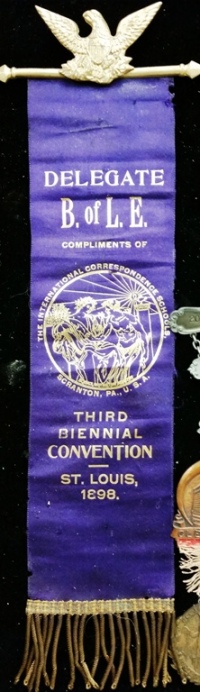 DELEGATE
B. of L. E.
COMPLIMENTS OF
THE INTERNATIONAL CORRESPONDENCE SCHOOLS
SCRANTON, PA., U.S.A.
THIRD
BIENNIAL
CONVENTION
ST. LOUIS,
1898.